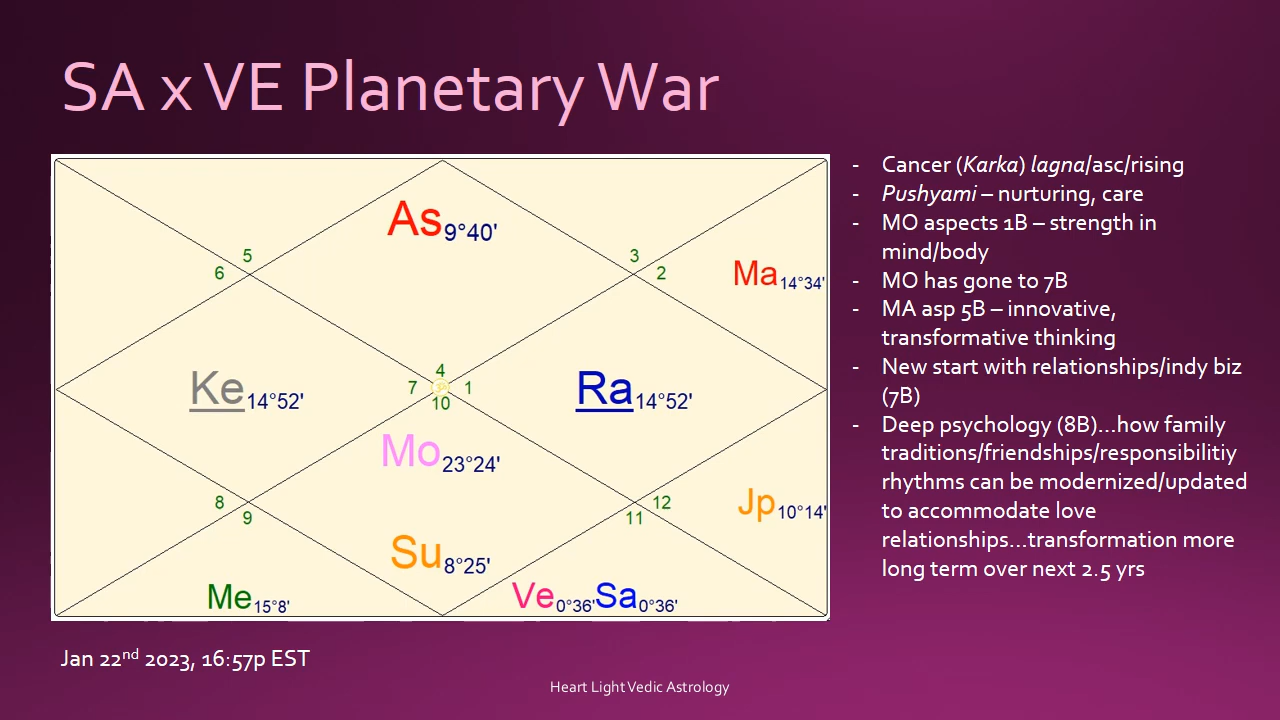 SA x VE Planetary War
As 9°40'
5
6
3
2
Ma 14°34'
Ke 14°52'
4
7
ॐ
1
10
Ra 14°52'
Mo 23°24'
8
9
12
11
Jp 10°14'
Su 8°25'
Me 15°8'
Ve 0°36' Sa 0°36'
- Cancer (Karka) lagna/asc/rising
- Pushyami – nurturing, care
- MO aspects 1B – strength in
mind/body
- MO has gone to 7B
- MA asp 5B – innovative,
transformative thinking
- New start with relationships/indy biz
(7B)
- Deep psychology (8B)…how family
traditions/friendships/responsibilitiy
rhythms can be modernized/updated
to accommodate love
relationships…transformation more
long term over next 2.5 yrs
Jan 22nd 2023, 16:57p EST
Heart Light Vedic Astrology